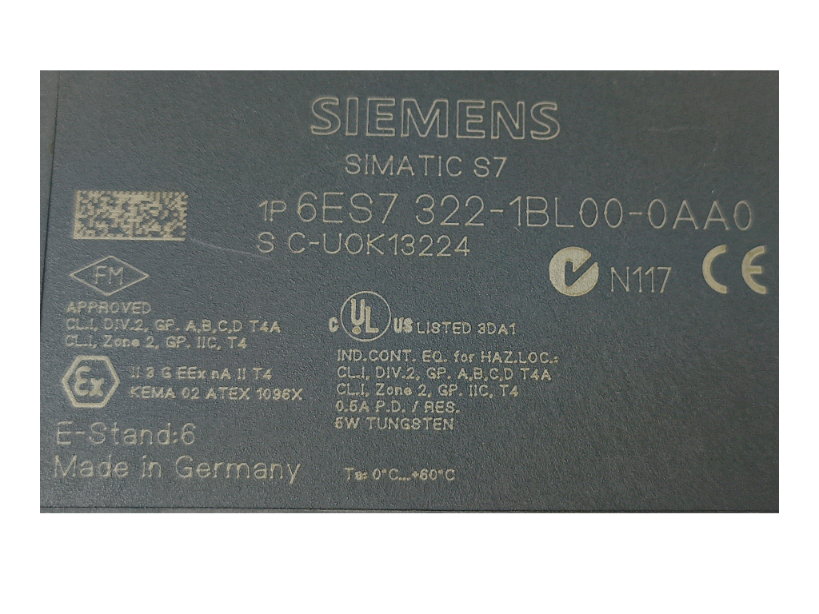 SIEMENS
SIMATIC S7
1P 6ES7 322-1BL00-0AA0
S C-U0K13224
N117 CE
FM
APPROVED
CL.I, DIV.2, GP. A,B,C,D T4A
CL.I, Zone 2, GP. IIC, T4
Ex
II 3 G EEx nA II T4
KEMA 02 ATEX 1096X
C UL US LISTED 3DA1
IND.CONT. EQ. for HAZ.LOC.:
CL.I, DIV.2, GP. A,B,C,D T4A
CL.I, Zone 2, GP. IIC, T4
0.5A P.D. / RES.
5W TUNGSTEN
E-Stand:6
Made in Germany
Ta: 0°C...+60°C